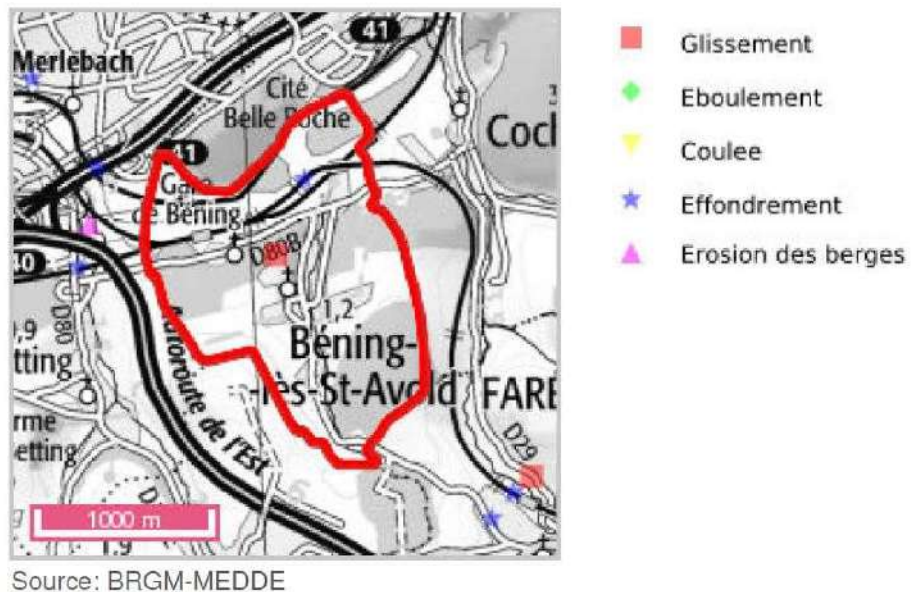 41
Merlebach
Cité
Belle Roche
Coch
41
Gare
de Béning
D80B
40
D80
1,2
,9
tting
Béning-
-lès-St-Avold
FARE
Autoroute de l'Est
rme
etting
D29
1000 m
1,9
Source: BRGM-MEDDE
Glissement
Eboulement
Coulee
Effondrement
Erosion des berges